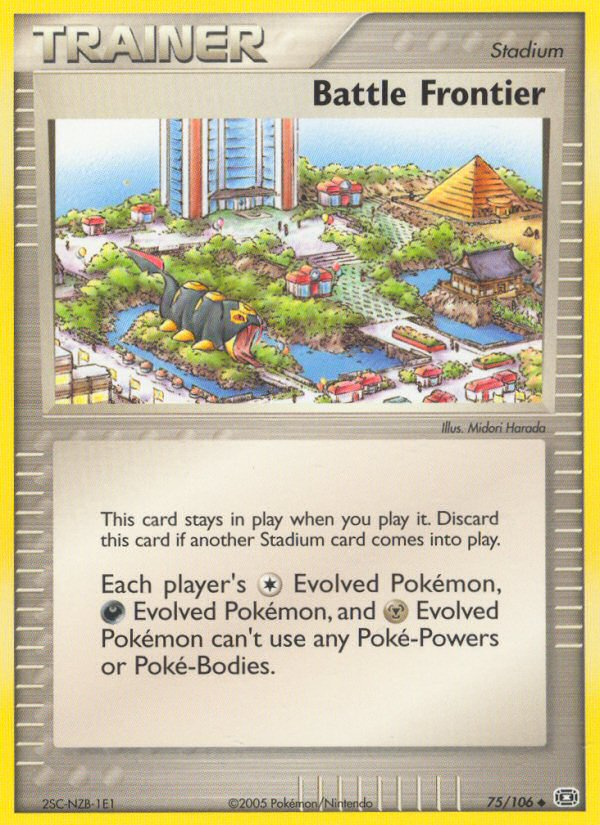 TRAINER
Stadium
Battle Frontier
Illus. Midori Harada
This card stays in play when you play it. Discard
this card if another Stadium card comes into play.
Each player's Evolved Pokémon,
Evolved Pokémon, and Evolved
Pokémon can't use any Poké-Powers
or Poké-Bodies.
2SC-NZB-1E1
©2005 Pokémon/Nintendo
75/106